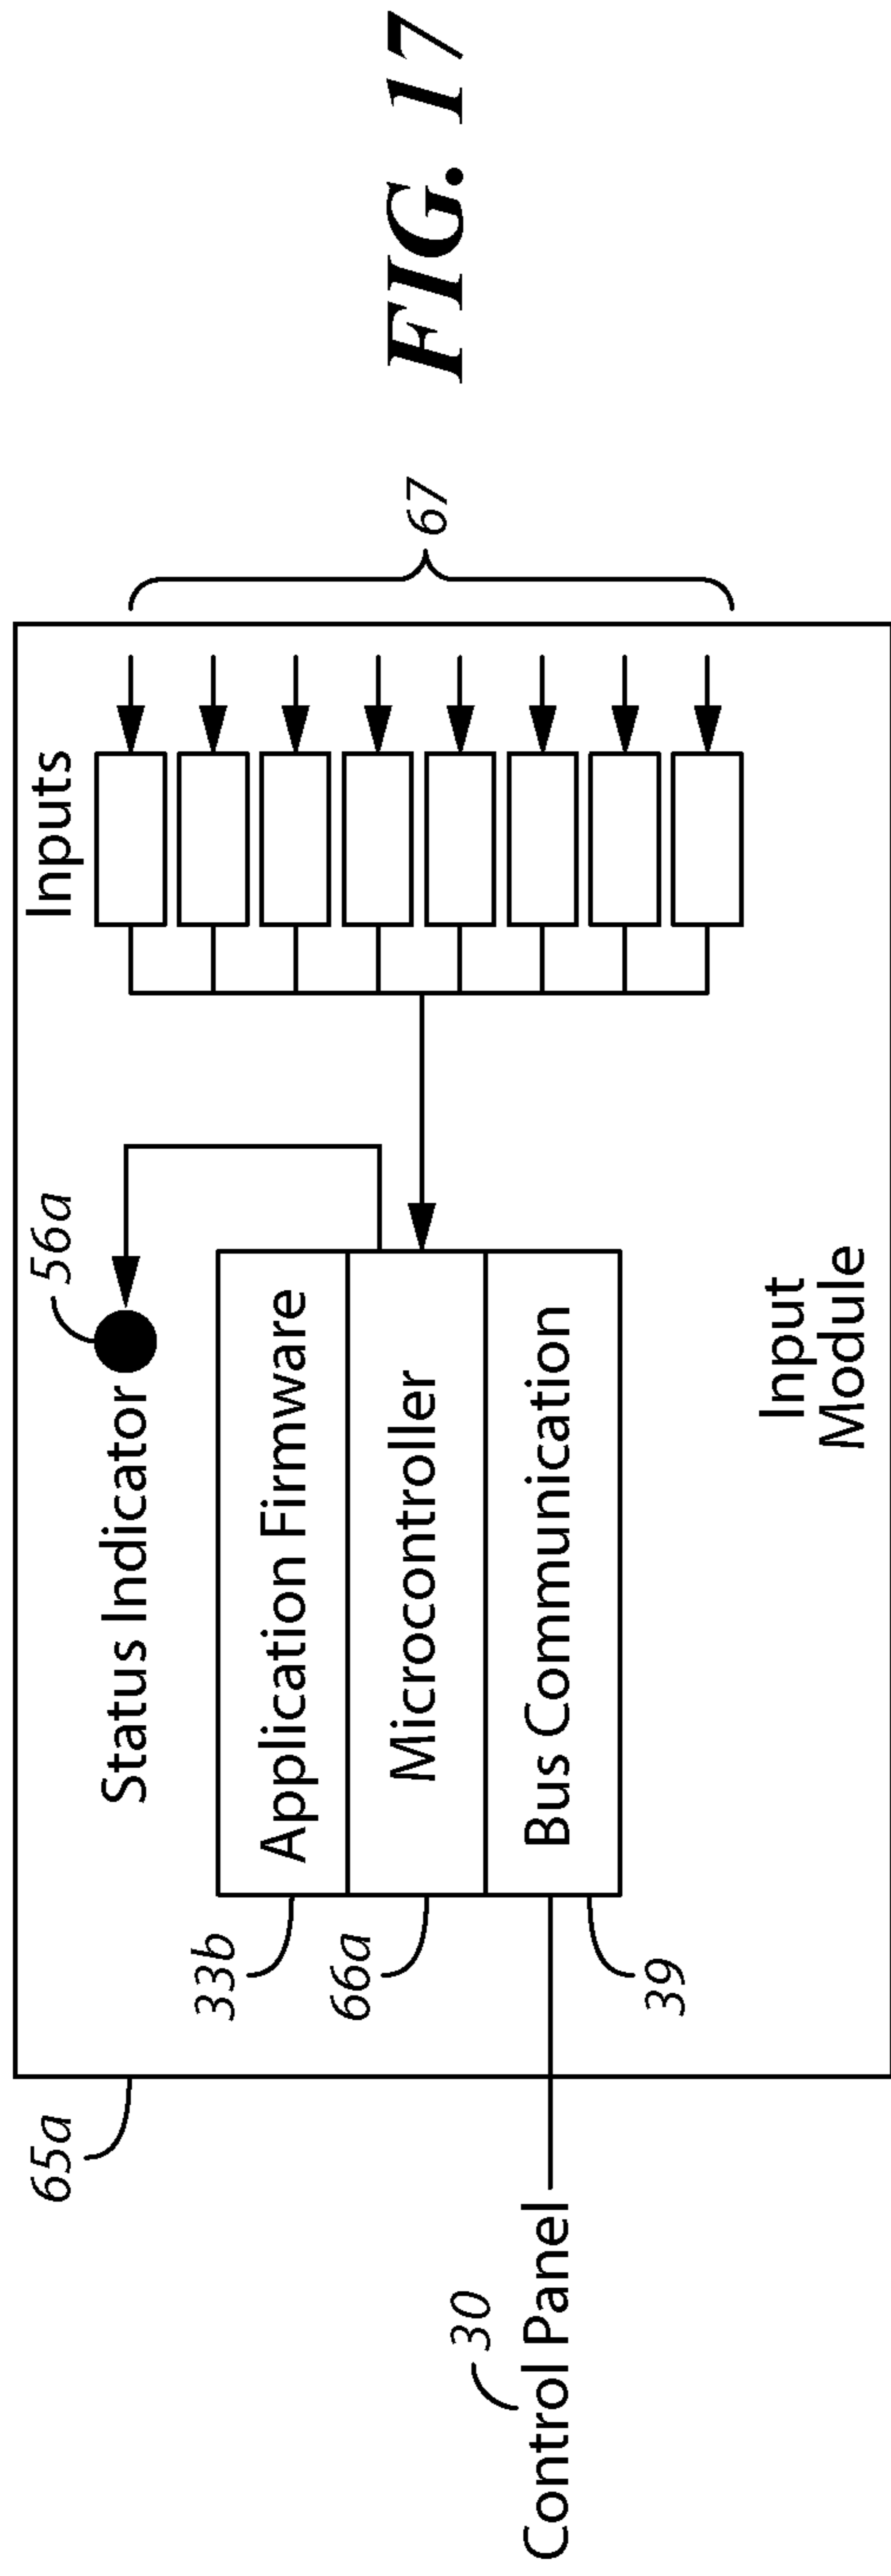 65a
56a
Status Indicator
Inputs
33b
Application Firmware
66a
Microcontroller
67
FIG. 17
30
Control Panel
Bus Communication
39
Input
Module